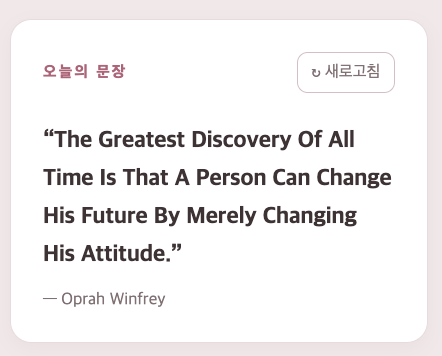 오늘의 문장
↻ 새로고침
“The Greatest Discovery Of All
Time Is That A Person Can Change
His Future By Merely Changing
His Attitude.”
— Oprah Winfrey